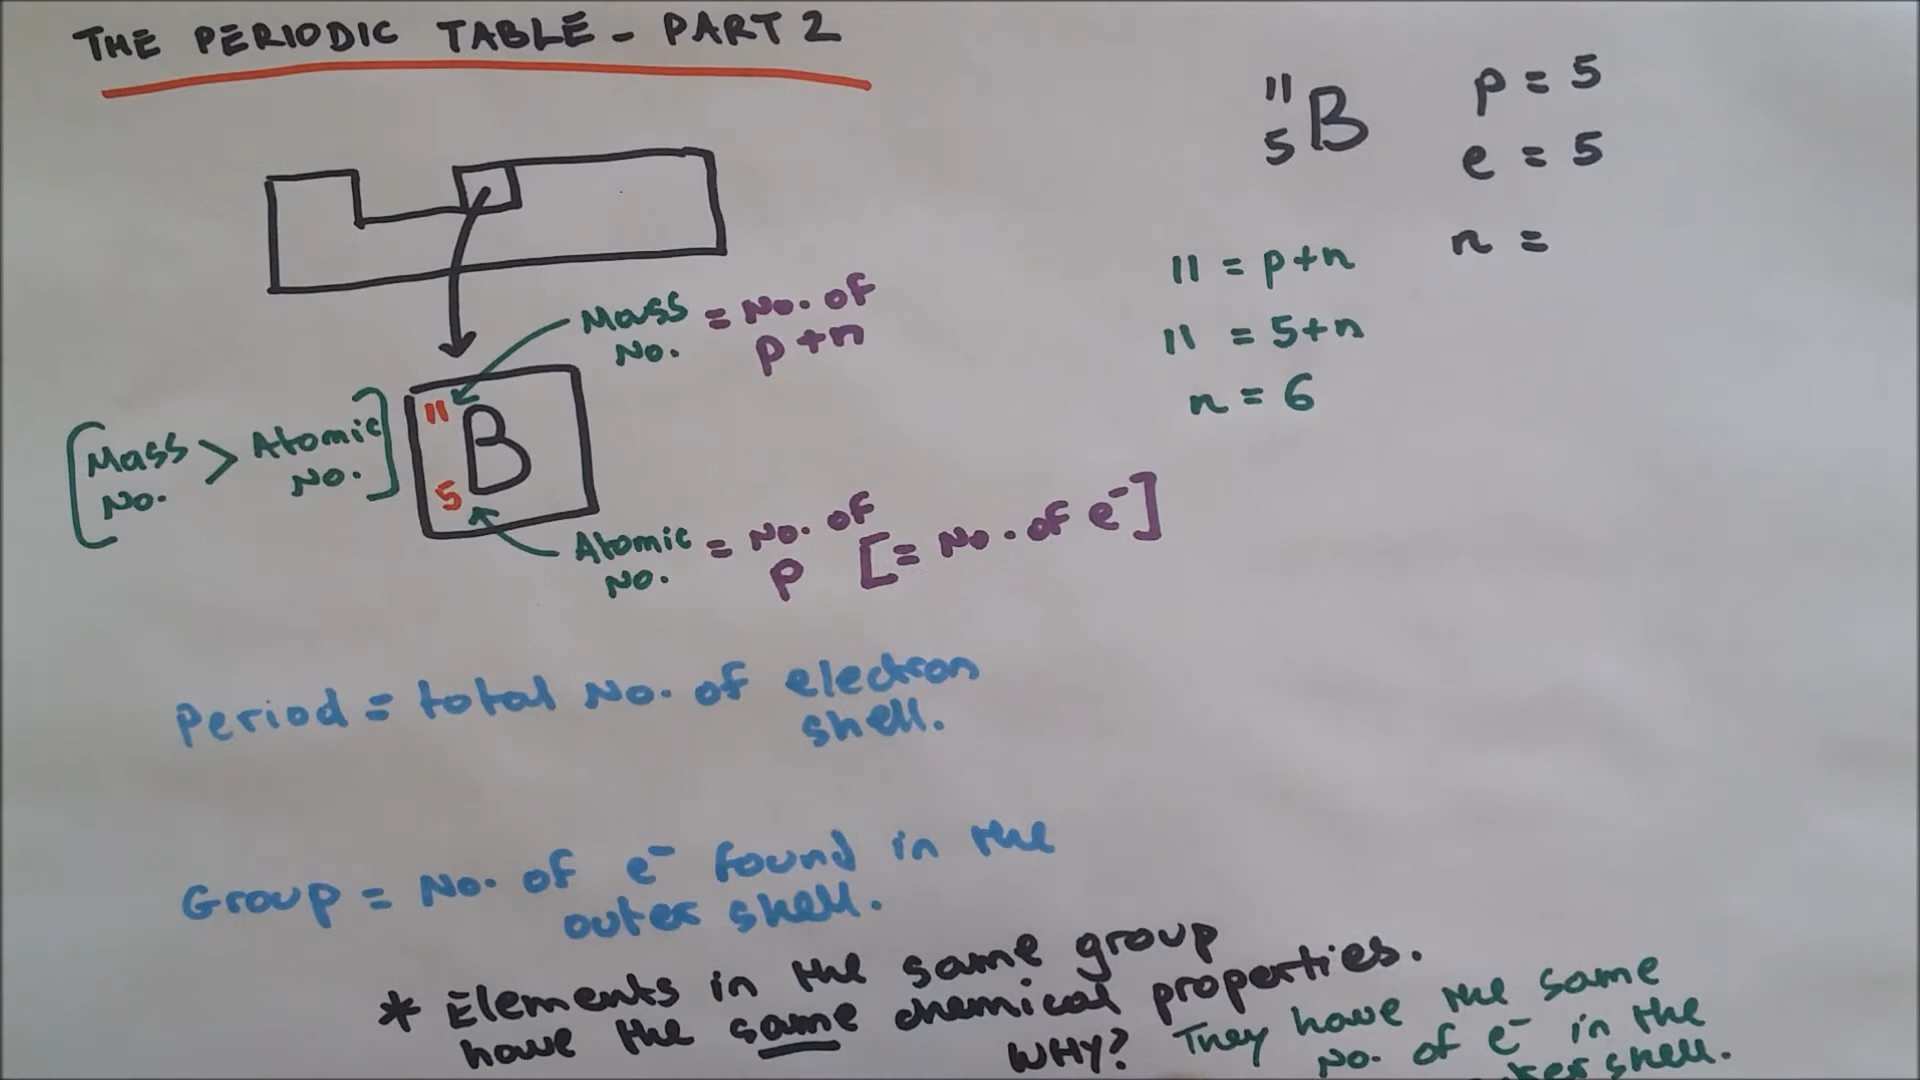 THE PERIODIC TABLE - PART 2
11
5 B
p = 5
e = 5
n =
11 = p+n
11 = 5+n
n = 6
Mass No. = No. of p+n
[Mass No. > Atomic No.]
11
B
5
Atomic No. = No. of p [= No. of e⁻]
Period = total No. of electron
shell.
Group = No. of e⁻ found in the
outer shell.
* Elements in the same group
have the same chemical properties.
WHY? They have the same
No. of e⁻ in the
shell.